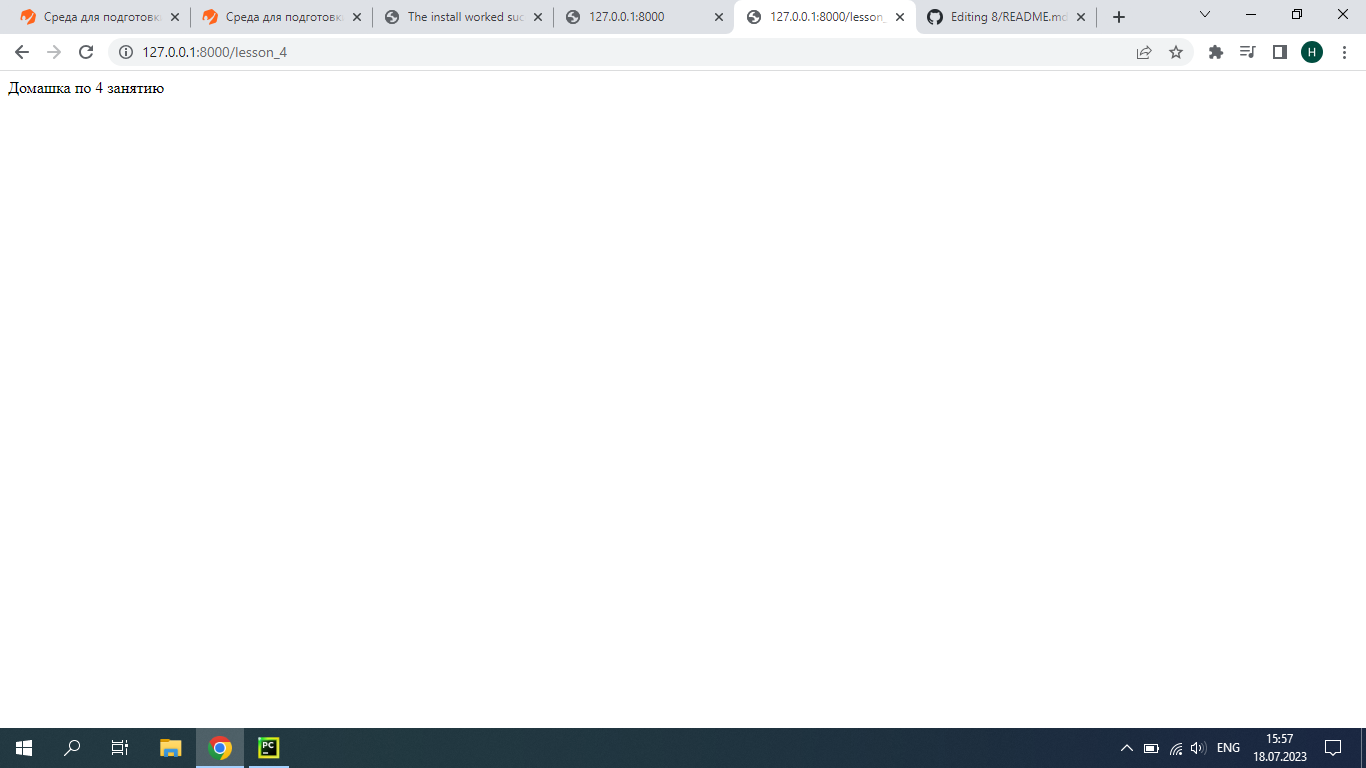 Среда для подготовк
Среда для подготовк
The install worked suc
127.0.0.1:8000
127.0.0.1:8000/lesson_
Editing 8/README.md
127.0.0.1:8000/lesson_4
H
Домашка по 4 занятию
PC
ENG
15:57
18.07.2023